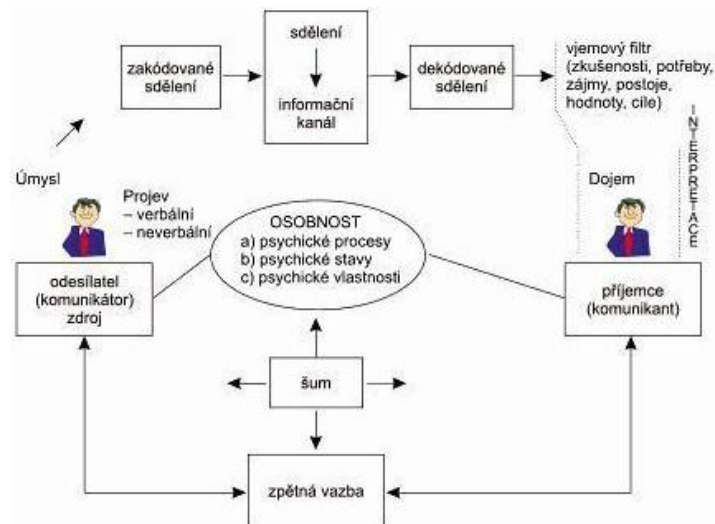 zakódované
sdělení
sdělení
informační
kanál
dekódované
sdělení
vjemový filtr
(zkušenosti, potřeby,
zájmy, postoje,
hodnoty, cíle)
INTERPRETACE
Úmysl
Projev
– verbální
– neverbální
OSOBNOST
a) psychické procesy
b) psychické stavy
c) psychické vlastnosti
Dojem
odesílatel
(komunikátor)
zdroj
příjemce
(komunikant)
šum
zpětná vazba